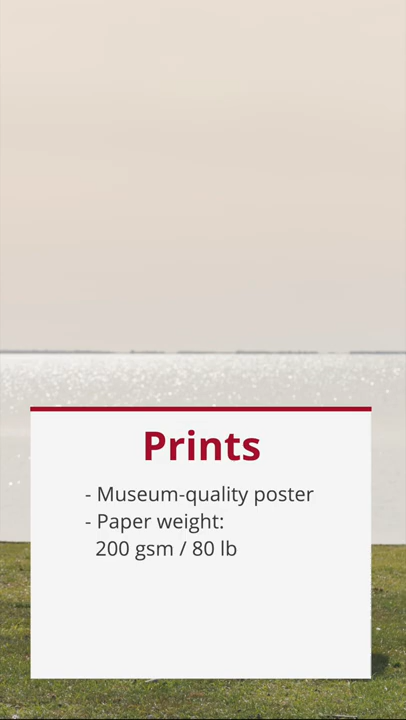 Prints
- Museum-quality poster
- Paper weight:
200 gsm / 80 lb